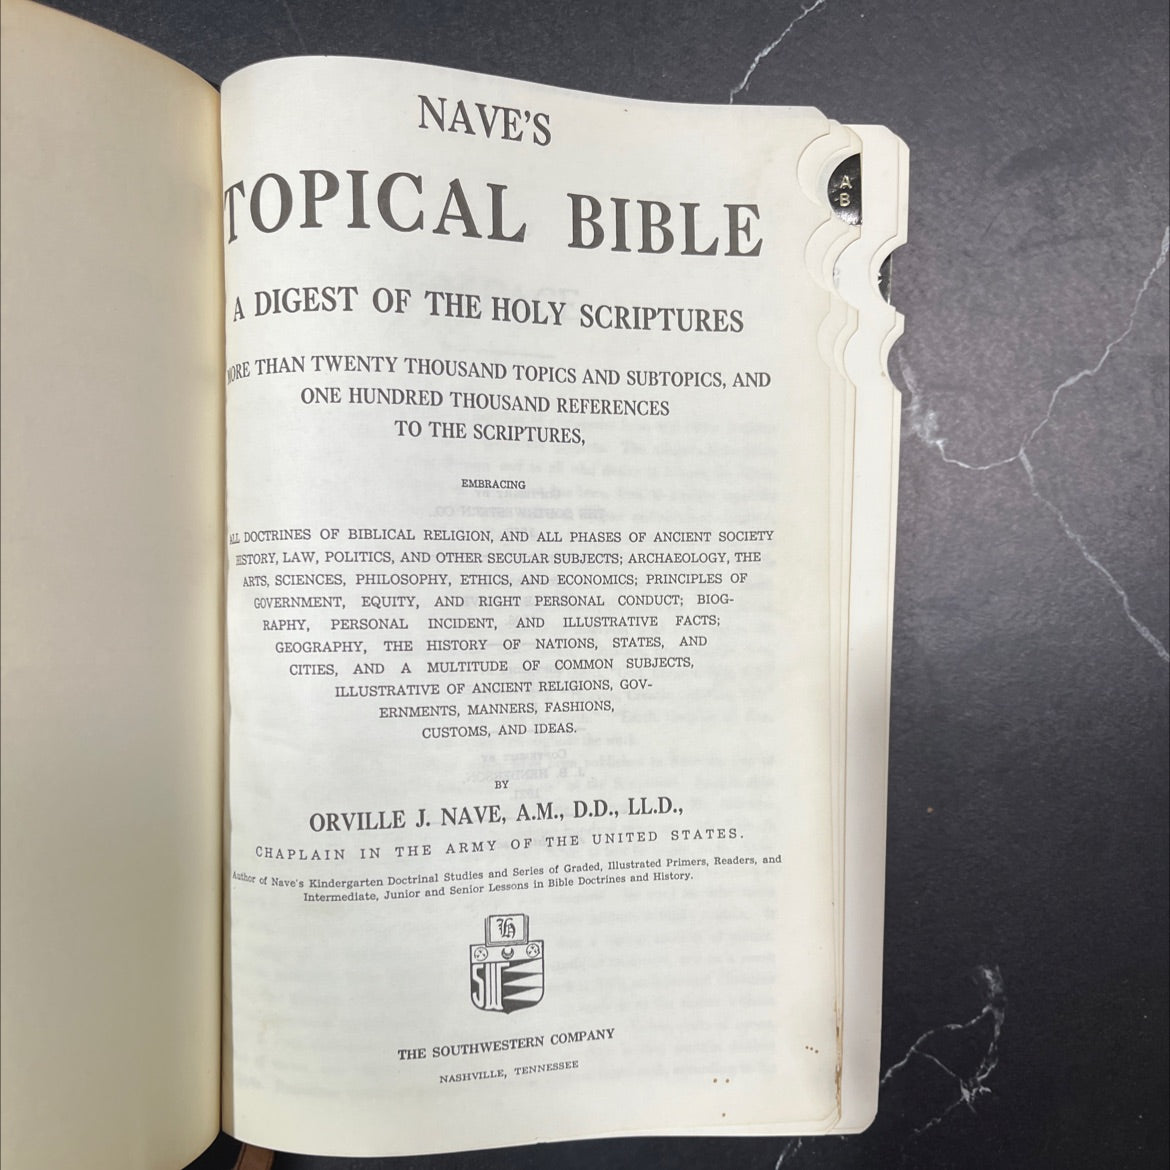 NAVE'S
TOPICAL BIBLE
A DIGEST OF THE HOLY SCRIPTURES
MORE THAN TWENTY THOUSAND TOPICS AND SUBTOPICS, AND
ONE HUNDRED THOUSAND REFERENCES
TO THE SCRIPTURES,
EMBRACING
ALL DOCTRINES OF BIBLICAL RELIGION, AND ALL PHASES OF ANCIENT SOCIETY
HISTORY, LAW, POLITICS, AND OTHER SECULAR SUBJECTS; ARCHAEOLOGY, THE
ARTS, SCIENCES, PHILOSOPHY, ETHICS, AND ECONOMICS; PRINCIPLES OF
GOVERNMENT, EQUITY, AND RIGHT PERSONAL CONDUCT; BIOG-
RAPHY, PERSONAL INCIDENT, AND ILLUSTRATIVE FACTS;
GEOGRAPHY, THE HISTORY OF NATIONS, STATES, AND
CITIES, AND A MULTITUDE OF COMMON SUBJECTS,
ILLUSTRATIVE OF ANCIENT RELIGIONS, GOV-
ERNMENTS, MANNERS, FASHIONS,
CUSTOMS, AND IDEAS.
BY
ORVILLE J. NAVE, A.M., D.D., LL.D.,
CHAPLAIN IN THE ARMY OF THE UNITED STATES.
Author of Nave's Kindergarten Doctrinal Studies and Series of Graded, Illustrated Primers, Readers, and
Intermediate, Junior and Senior Lessons in Bible Doctrines and History.
THE SOUTHWESTERN COMPANY
NASHVILLE, TENNESSEE
A
B